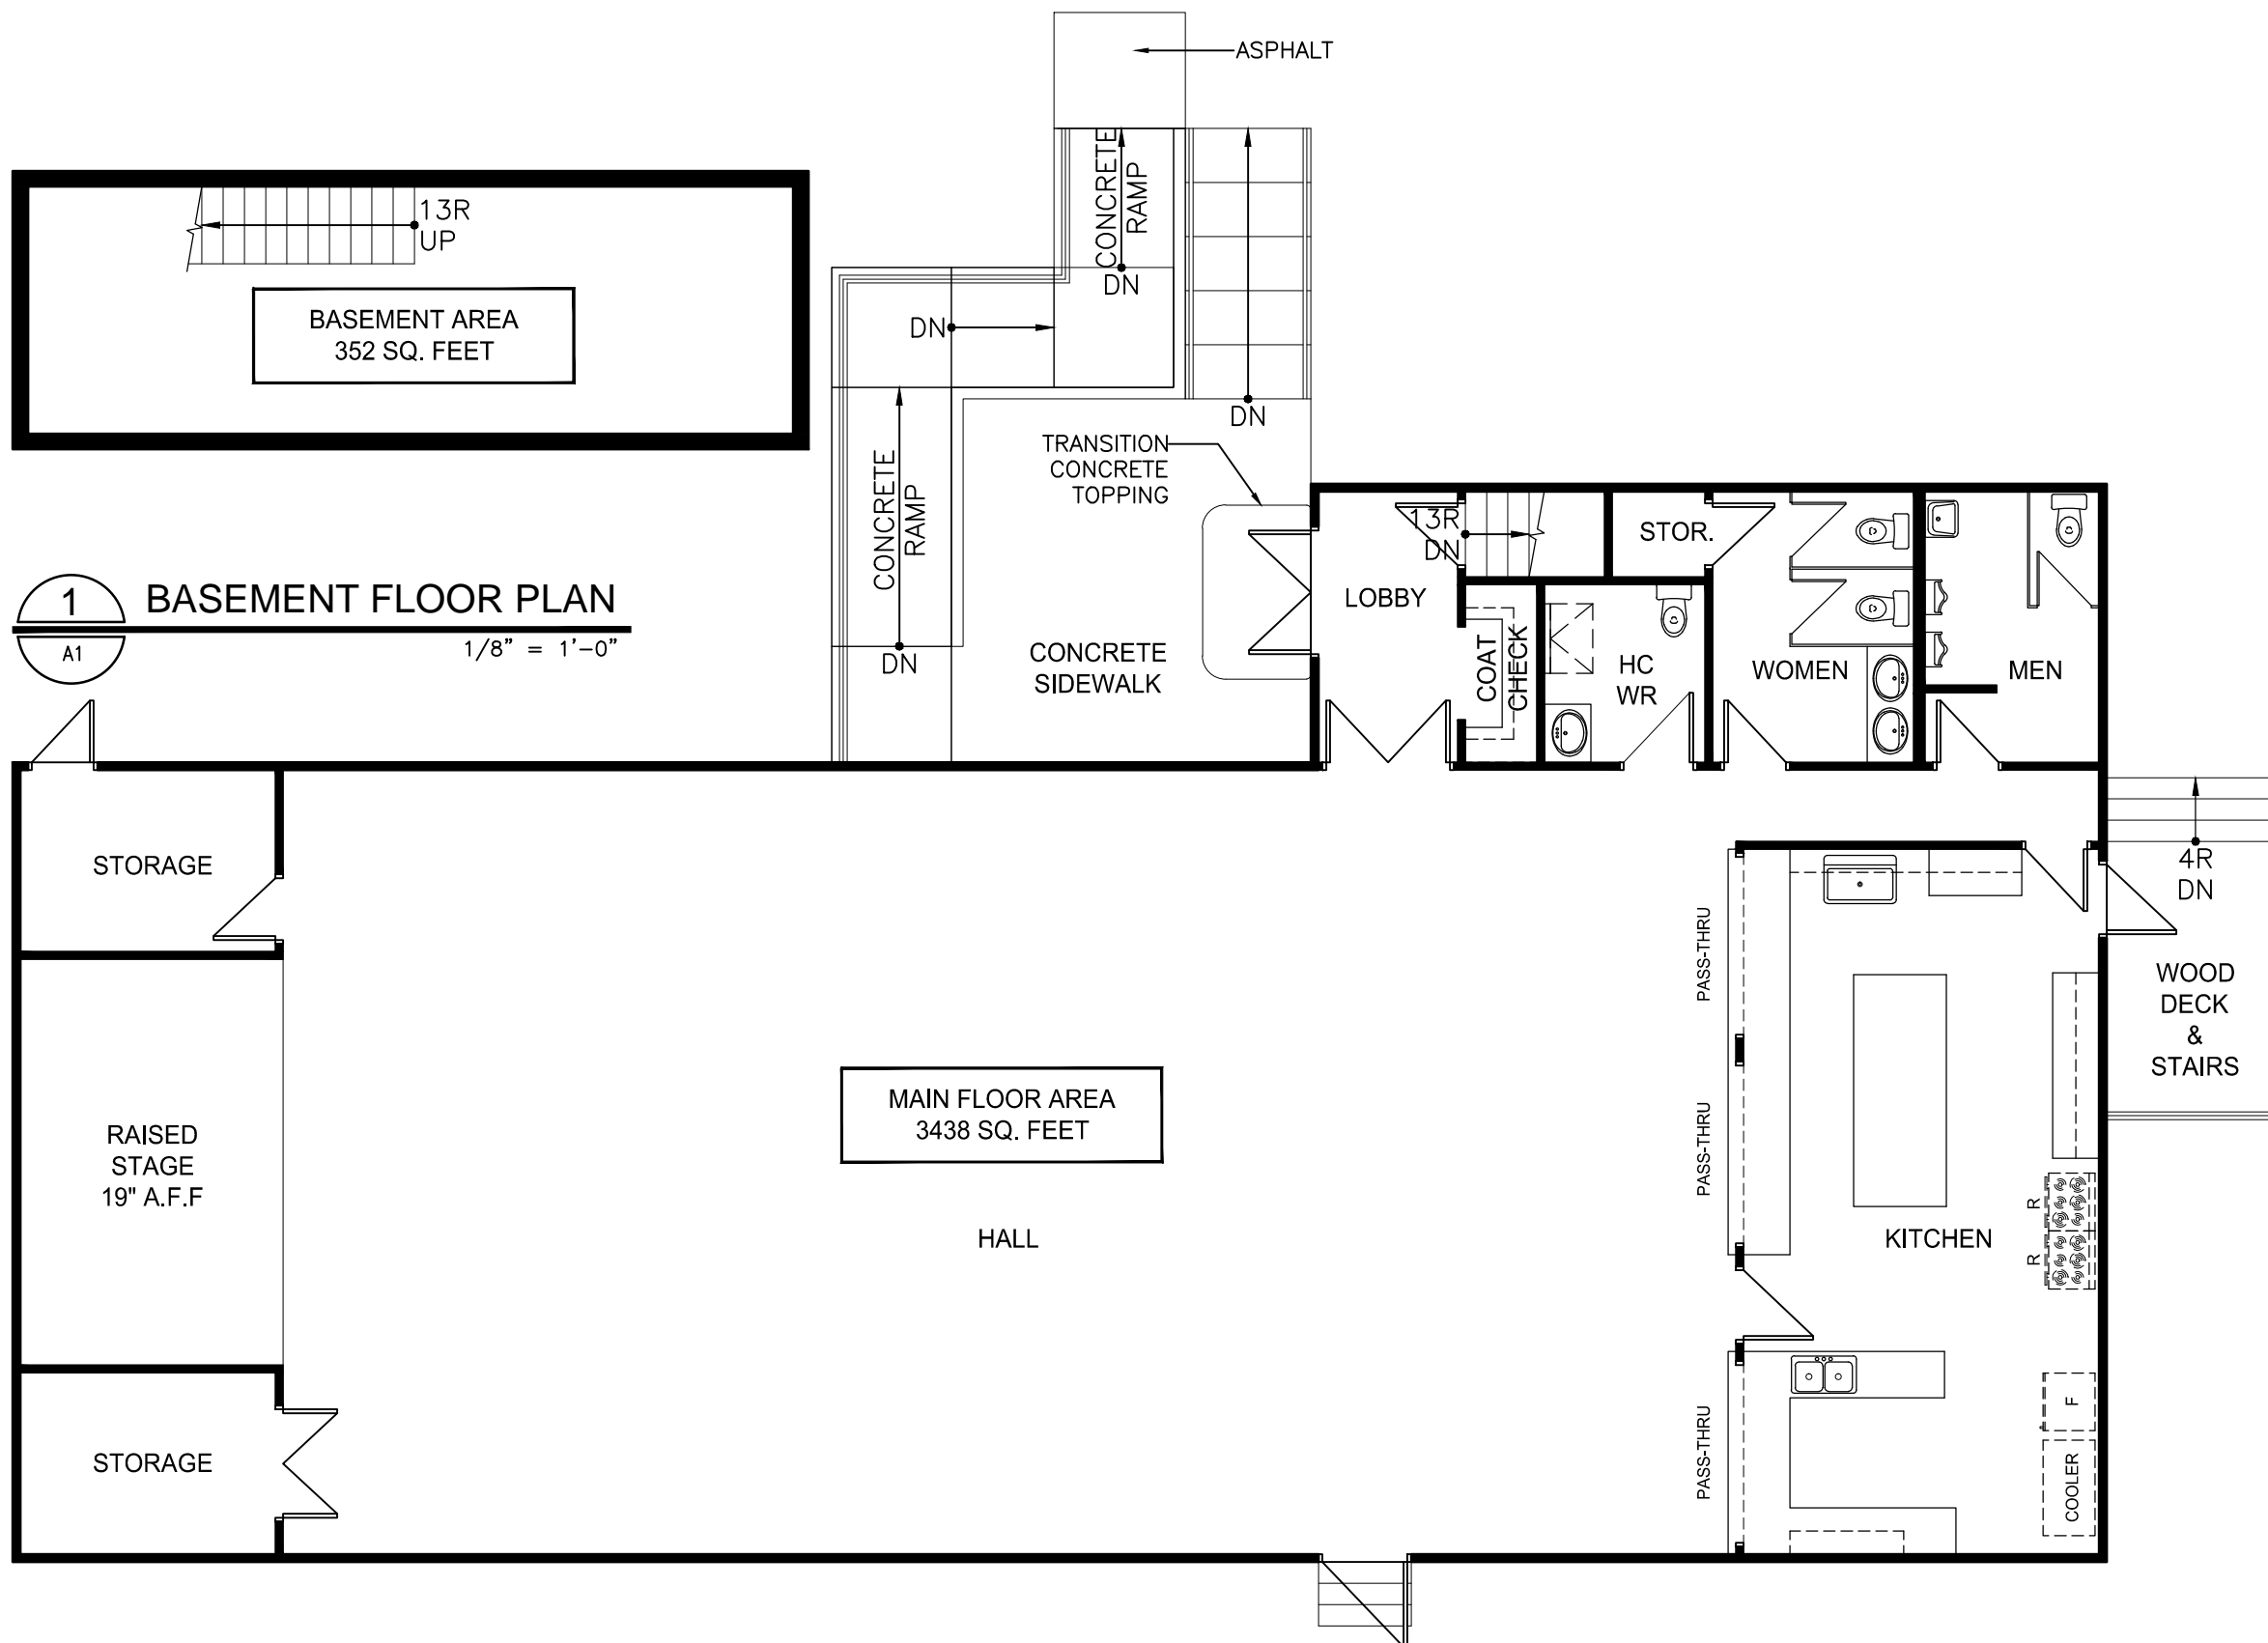 ASPHALT
CONCRETE
RAMP
DN
13R
UP
BASEMENT AREA
352 SQ. FEET
DN
DN
TRANSITION
CONCRETE
TOPPING
CONCRETE
RAMP
DN
1
BASEMENT FLOOR PLAN
A1
1/8" = 1'-0"
CONCRETE
SIDEWALK
LOBBY
13R
DN
STOR.
COAT
CHECK
HC
WR
WOMEN
MEN
STORAGE
4R
DN
PASS-THRU
WOOD
DECK
&
STAIRS
MAIN FLOOR AREA
3438 SQ. FEET
RAISED
STAGE
19" A.F.F
PASS-THRU
HALL
KITCHEN
R
R
STORAGE
PASS-THRU
F
COOLER